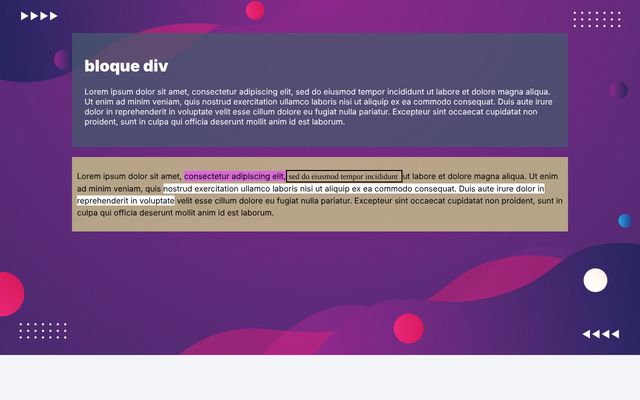 bloque div
Lorem ipsum dolor sit amet, consectetur adipiscing elit, sed do eiusmod tempor incididunt ut labore et dolore magna aliqua.
Ut enim ad minim veniam, quis nostrud exercitation ullamco laboris nisi ut aliquip ex ea commodo consequat. Duis aute irure
dolor in reprehenderit in voluptate velit esse cillum dolore eu fugiat nulla pariatur. Excepteur sint occaecat cupidatat non
proident, sunt in culpa qui officia deserunt mollit anim id est laborum.
Lorem ipsum dolor sit amet, consectetur adipiscing elit, sed do eiusmod tempor incididunt ut labore et dolore magna aliqua. Ut enim
ad minim veniam, quis nostrud exercitation ullamco laboris nisi ut aliquip ex ea commodo consequat. Duis aute irure dolor in
reprehenderit in voluptate velit esse cillum dolore eu fugiat nulla pariatur. Excepteur sint occaecat cupidatat non proident, sunt in
culpa qui officia deserunt mollit anim id est laborum.